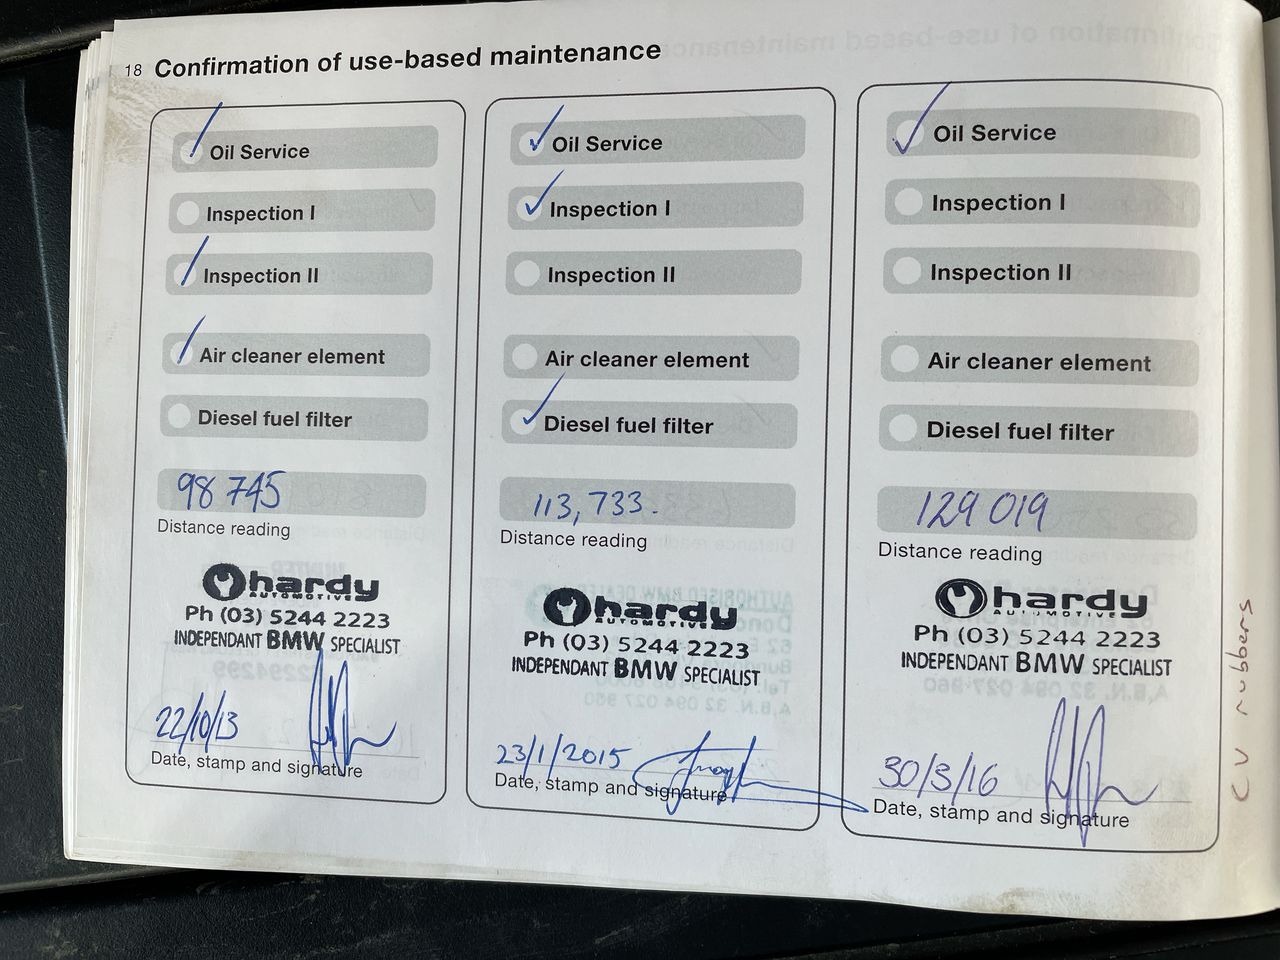 18 Confirmation of use-based maintenance
Oil Service
Inspection I
Inspection II
Air cleaner element
Diesel fuel filter
98 745
Distance reading
hardy
AUTOMOTIVE
Ph (03) 5244 2223
INDEPENDANT BMW SPECIALIST
22/10/13
Date, stamp and signature
Oil Service
Inspection I
Inspection II
Air cleaner element
Diesel fuel filter
113,733.
Distance reading
hardy
AUTOMOTIVE
Ph (03) 5244 2223
INDEPENDANT BMW SPECIALIST
23/1/2015
Date, stamp and signature
Oil Service
Inspection I
Inspection II
Air cleaner element
Diesel fuel filter
129 019
Distance reading
hardy
AUTOMOTIVE
Ph (03) 5244 2223
INDEPENDANT BMW SPECIALIST
30/3/16
Date, stamp and signature
CV rubbers